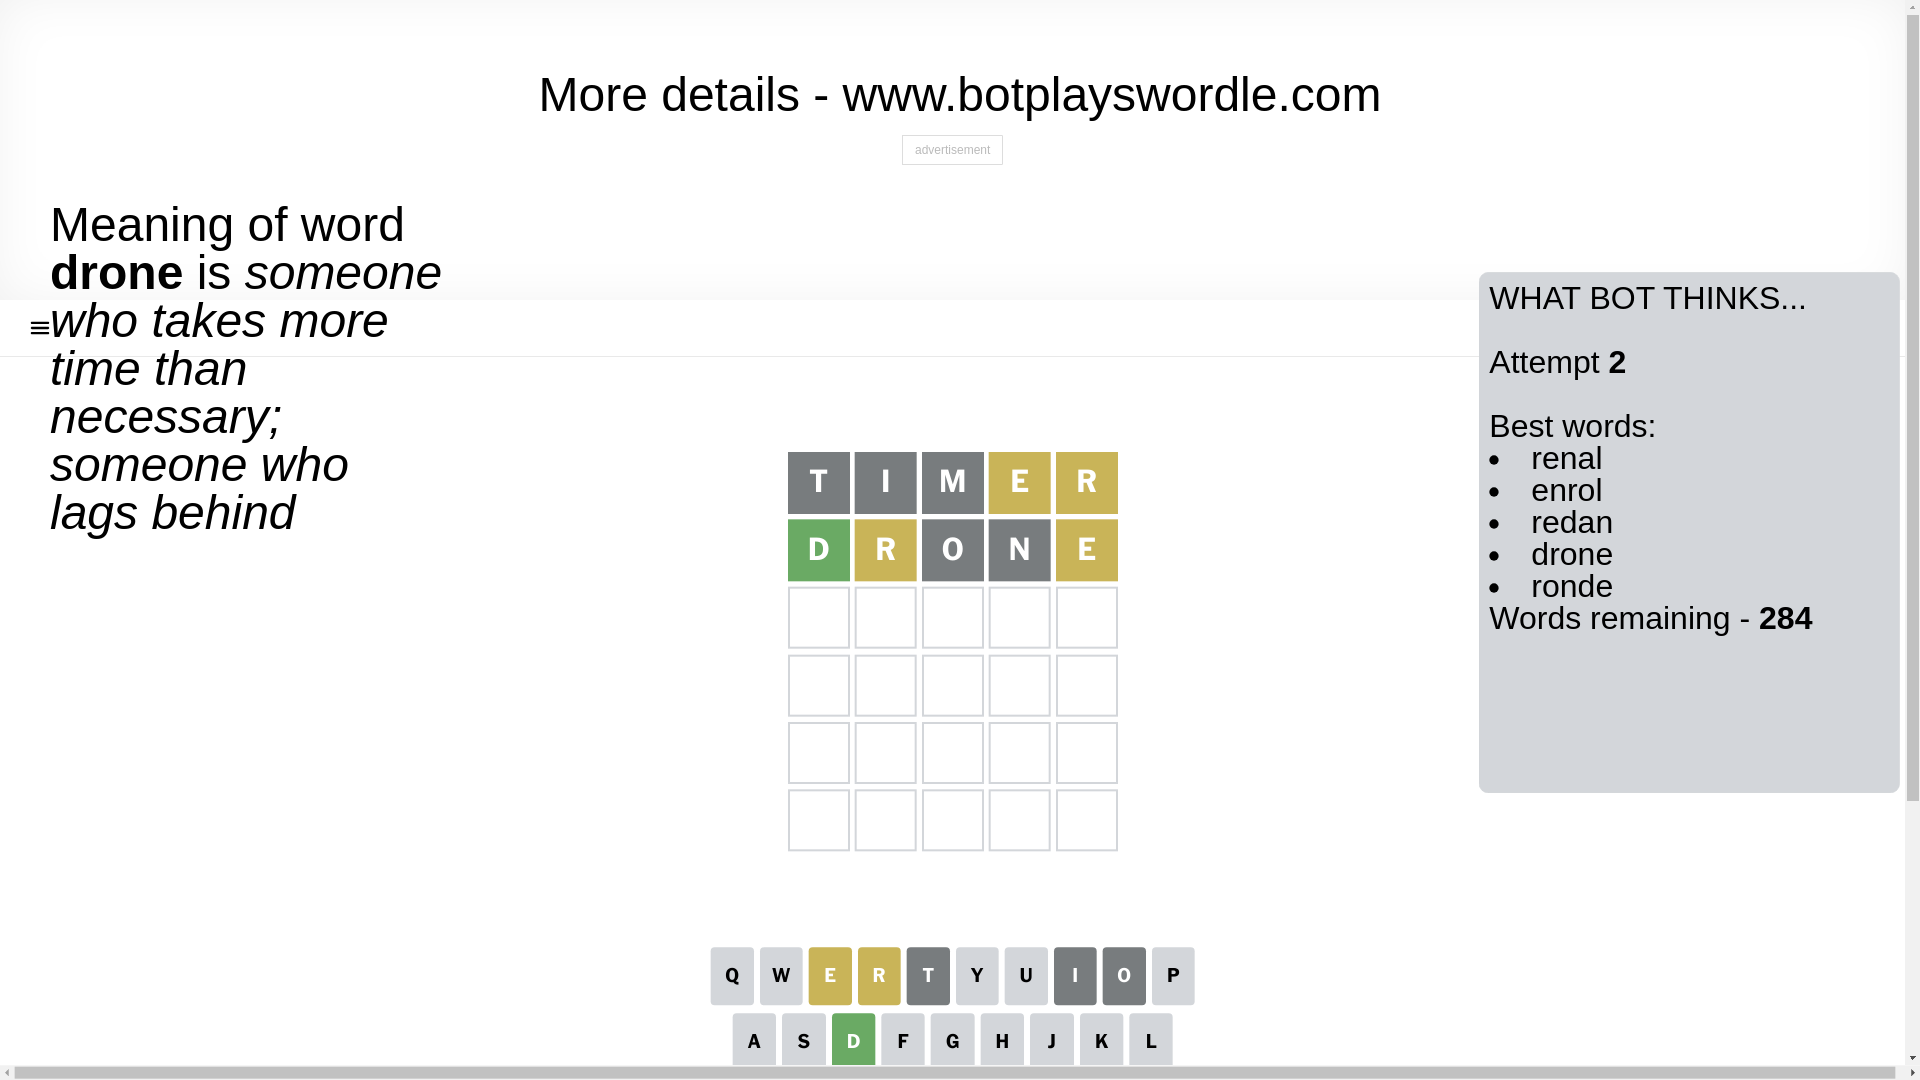 More details - www.botplayswordle.com
advertisement
Meaning of word
drone is someone
who takes more
time than
necessary;
someone who
lags behind
WHAT BOT THINKS...
Attempt 2
Best words:
• renal
• enrol
• redan
• drone
• ronde
Words remaining - 284
T I M E R
D R O N E
Q W E R T Y U I O P
A S D F G H J K L